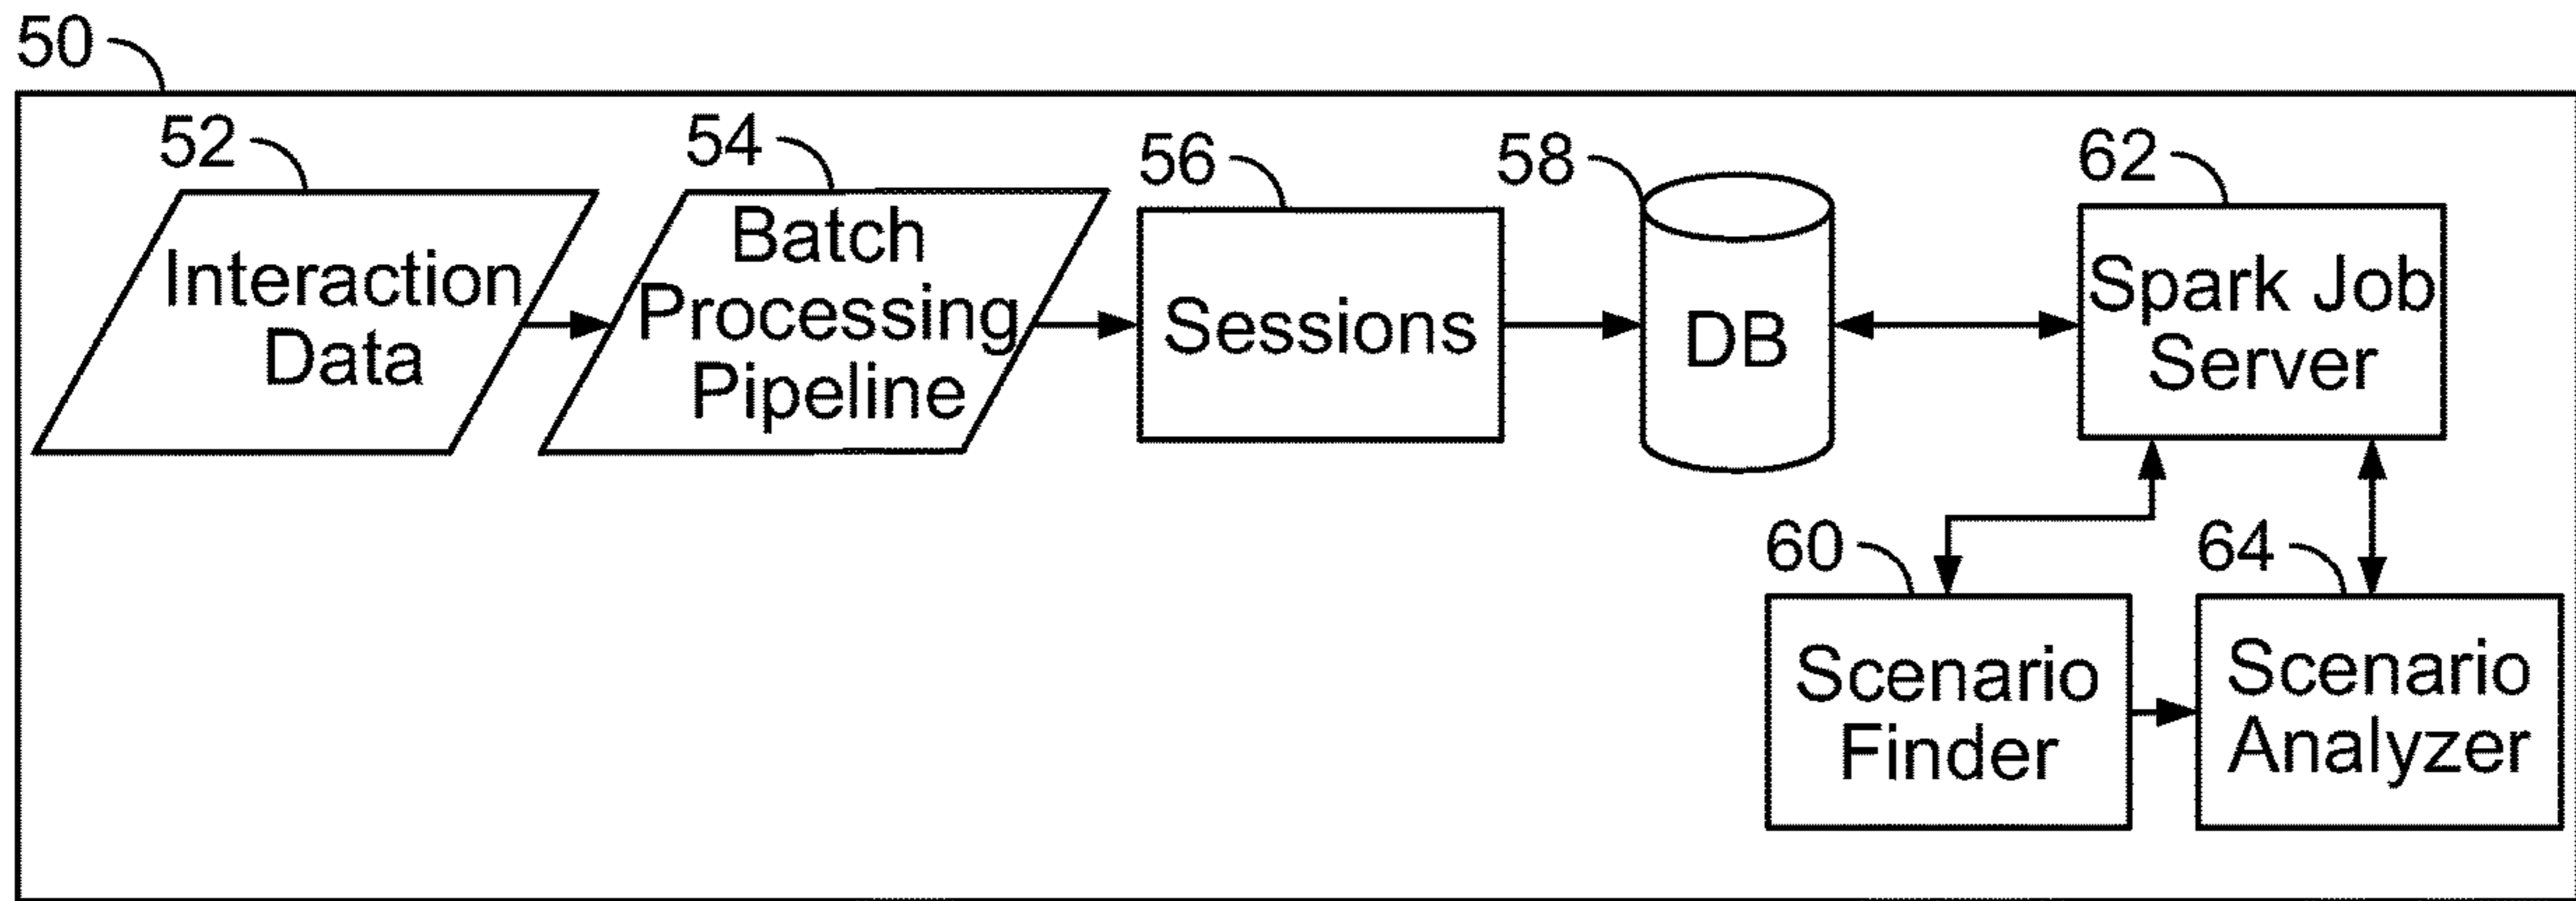 50
52
54
56
58
62
Interaction
Data
Batch
Processing
Pipeline
Sessions
DB
Spark Job
Server
60
64
Scenario
Finder
Scenario
Analyzer